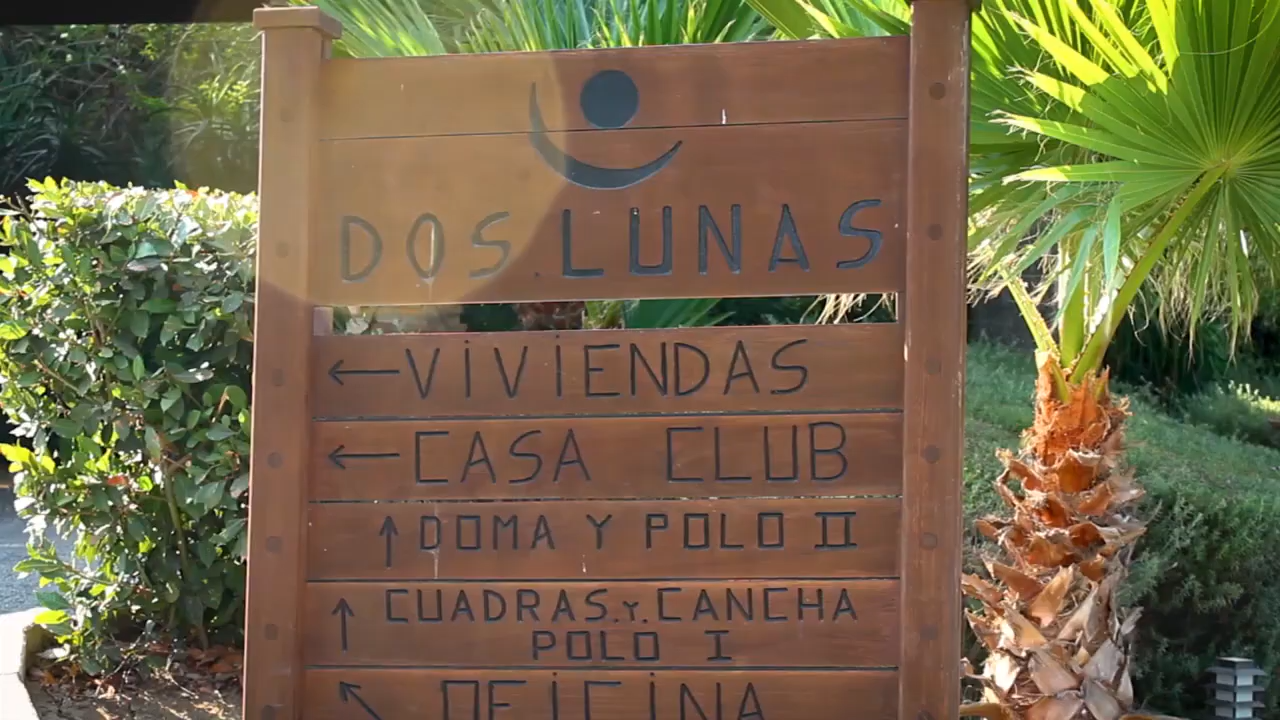 DOS LUNAS
← VIVIENDAS
← CASA CLUB
↑ DOMA Y POLO II
↑ CUADRAS.Y.CANCHA
POLO I
↖ OFICINA